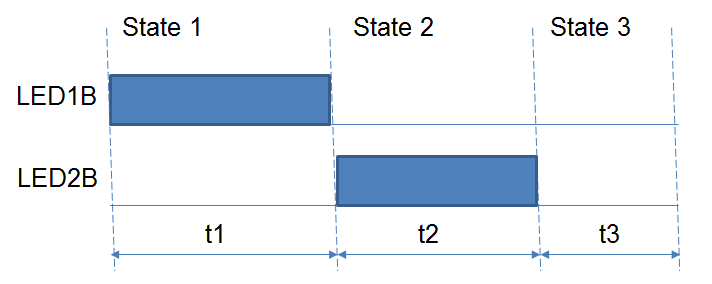 State 1 State 2 State 3
LED1B
LED2B
t1 t2 t3